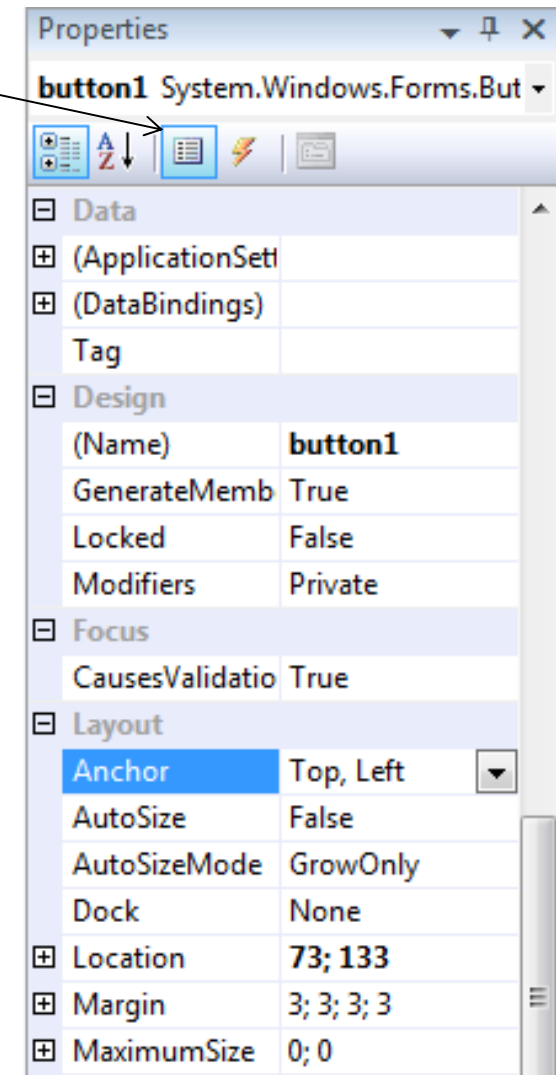 Properties
button1 System.Windows.Forms.But
A
Z
Data
(ApplicationSett
(DataBindings)
Tag
Design
(Name) button1
GenerateMemb True
Locked False
Modifiers Private
Focus
CausesValidatio True
Layout
Anchor Top, Left
AutoSize False
AutoSizeMode GrowOnly
Dock None
Location 73; 133
Margin 3; 3; 3; 3
MaximumSize 0; 0